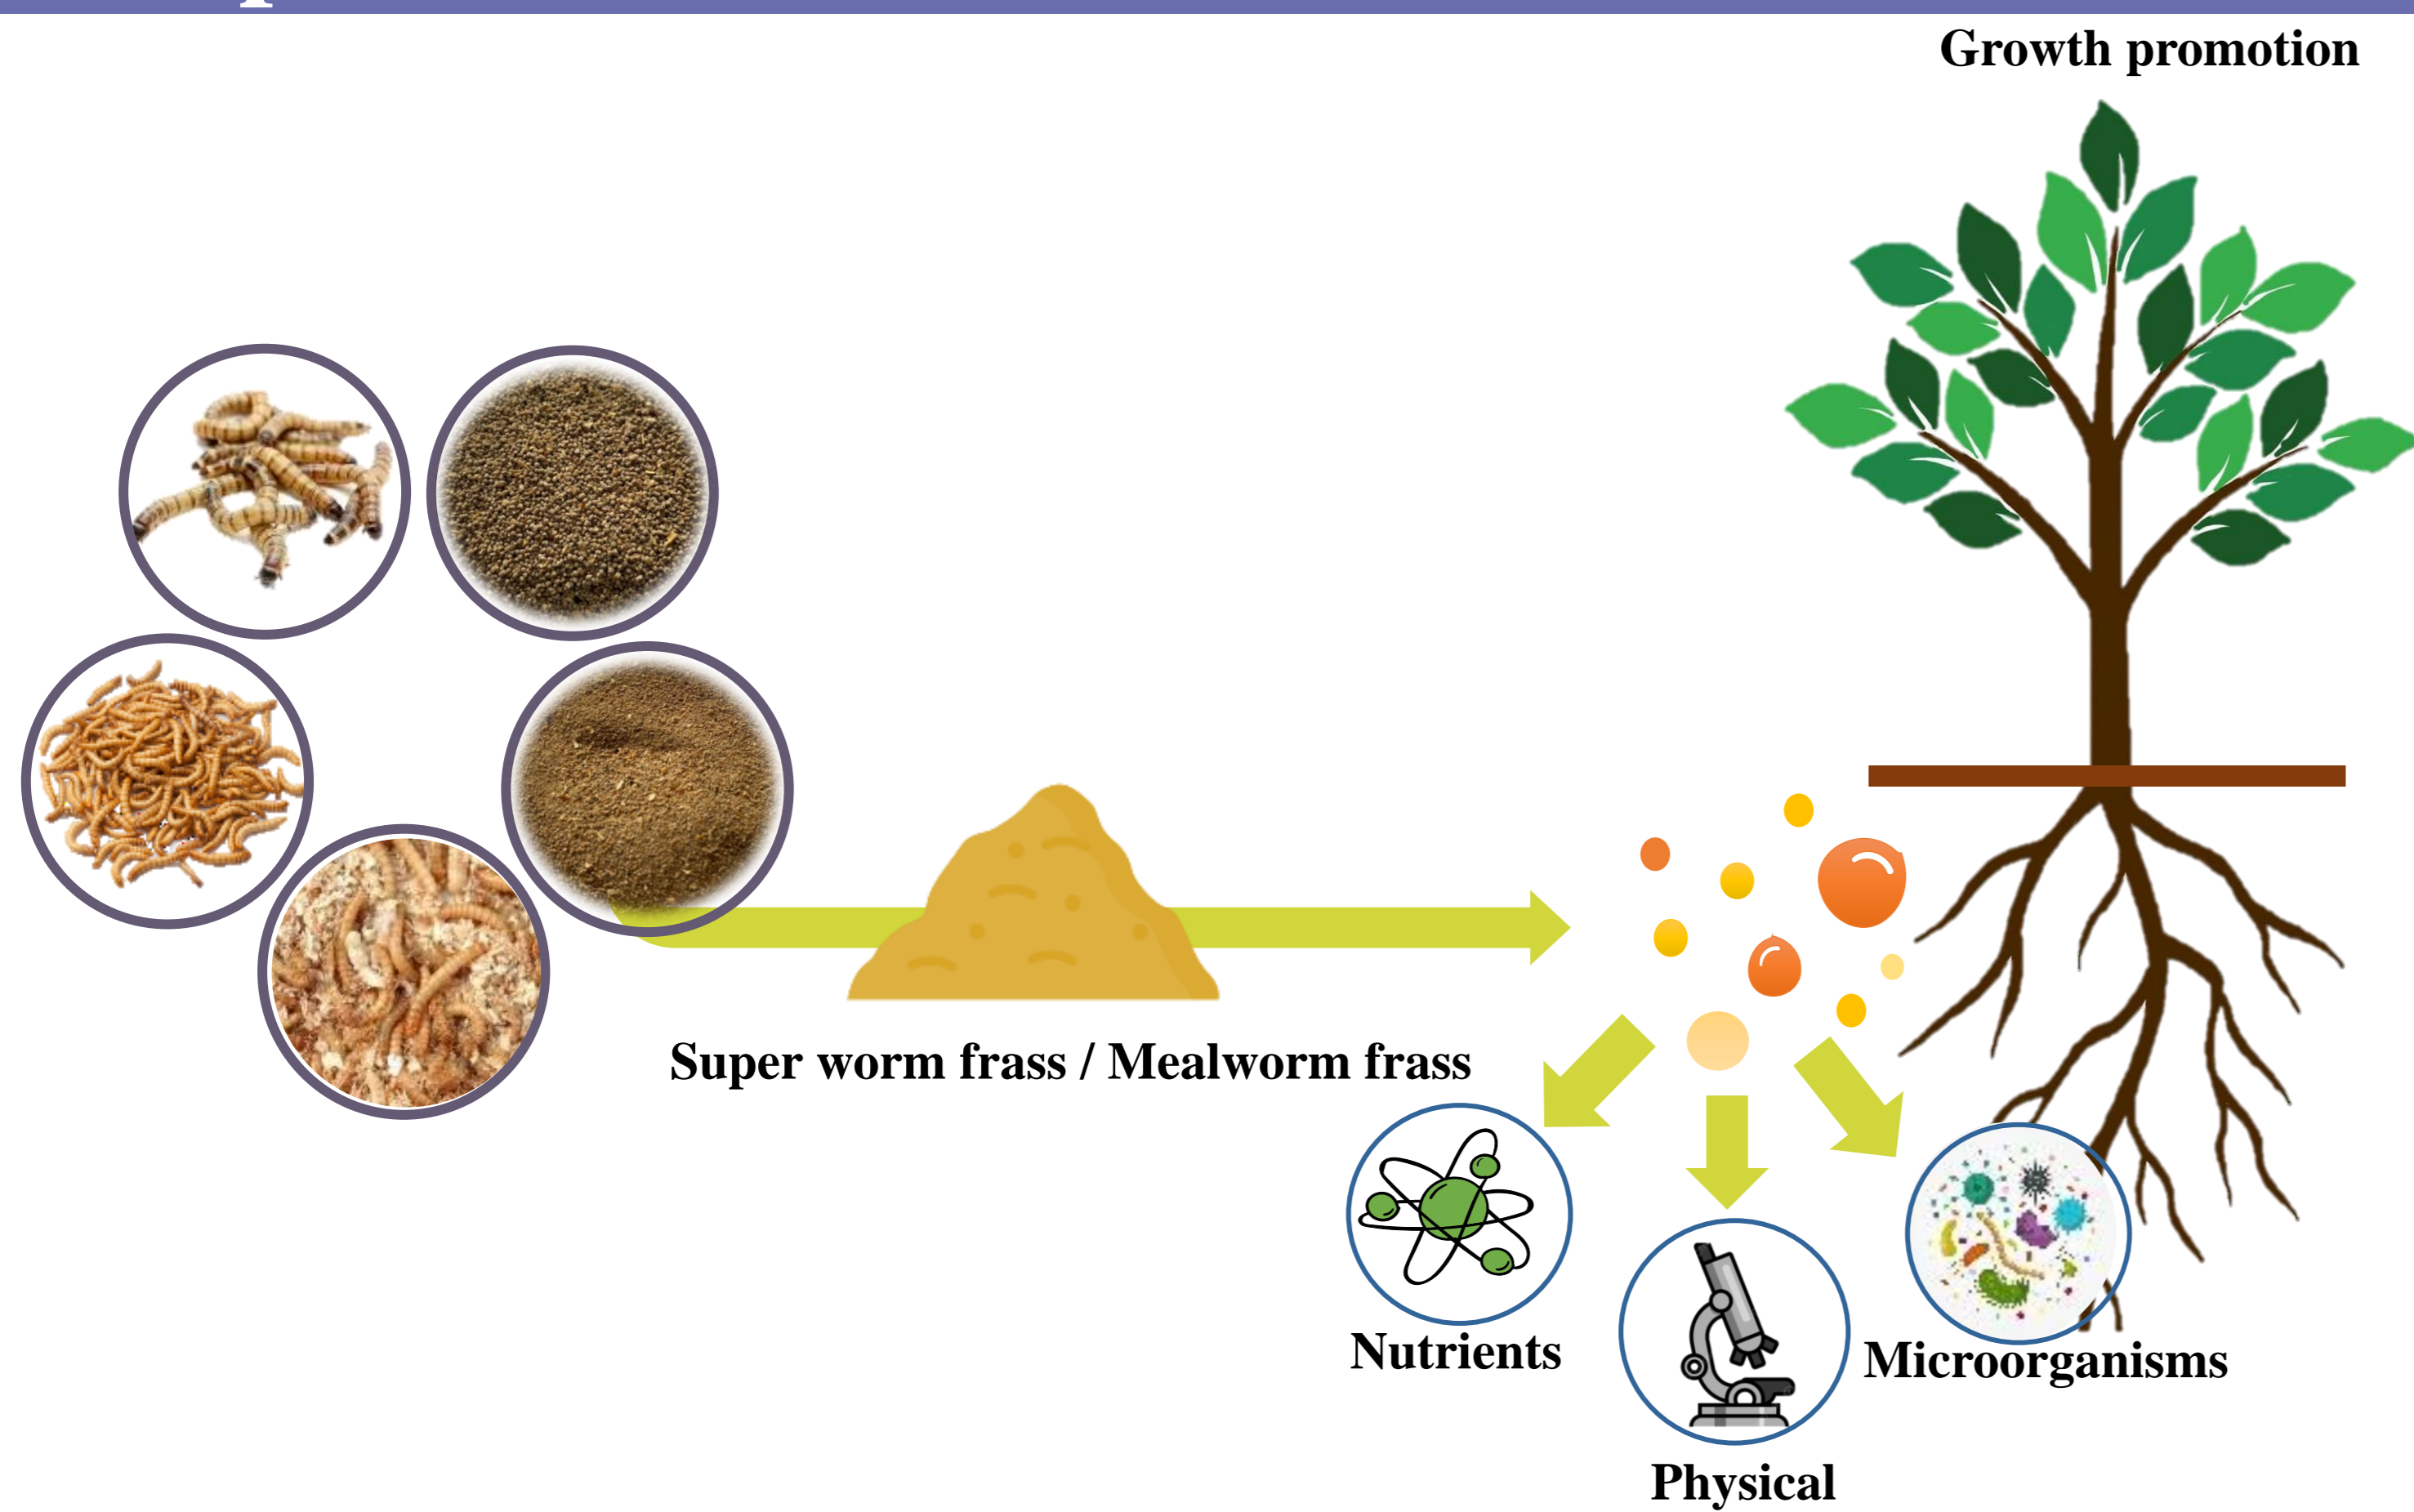 Growth promotion
Super worm frass / Mealworm frass
Nutrients
Microorganisms
Physical